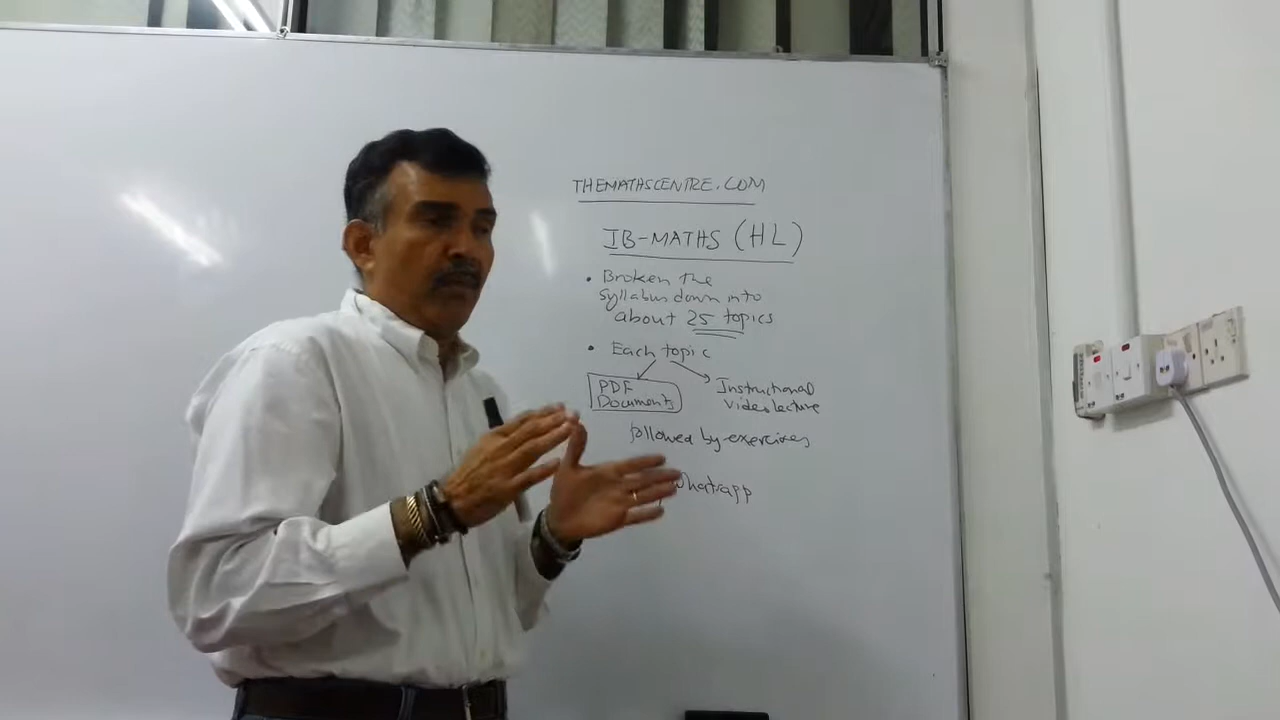 THEMATHSCENTRE.COM
IB-MATHS (HL)
• Broken the
syllabus down into
about 25 topics
• Each topic
PDF
Documents
Instructional
Video lecture
followed by exercises
Whatsapp